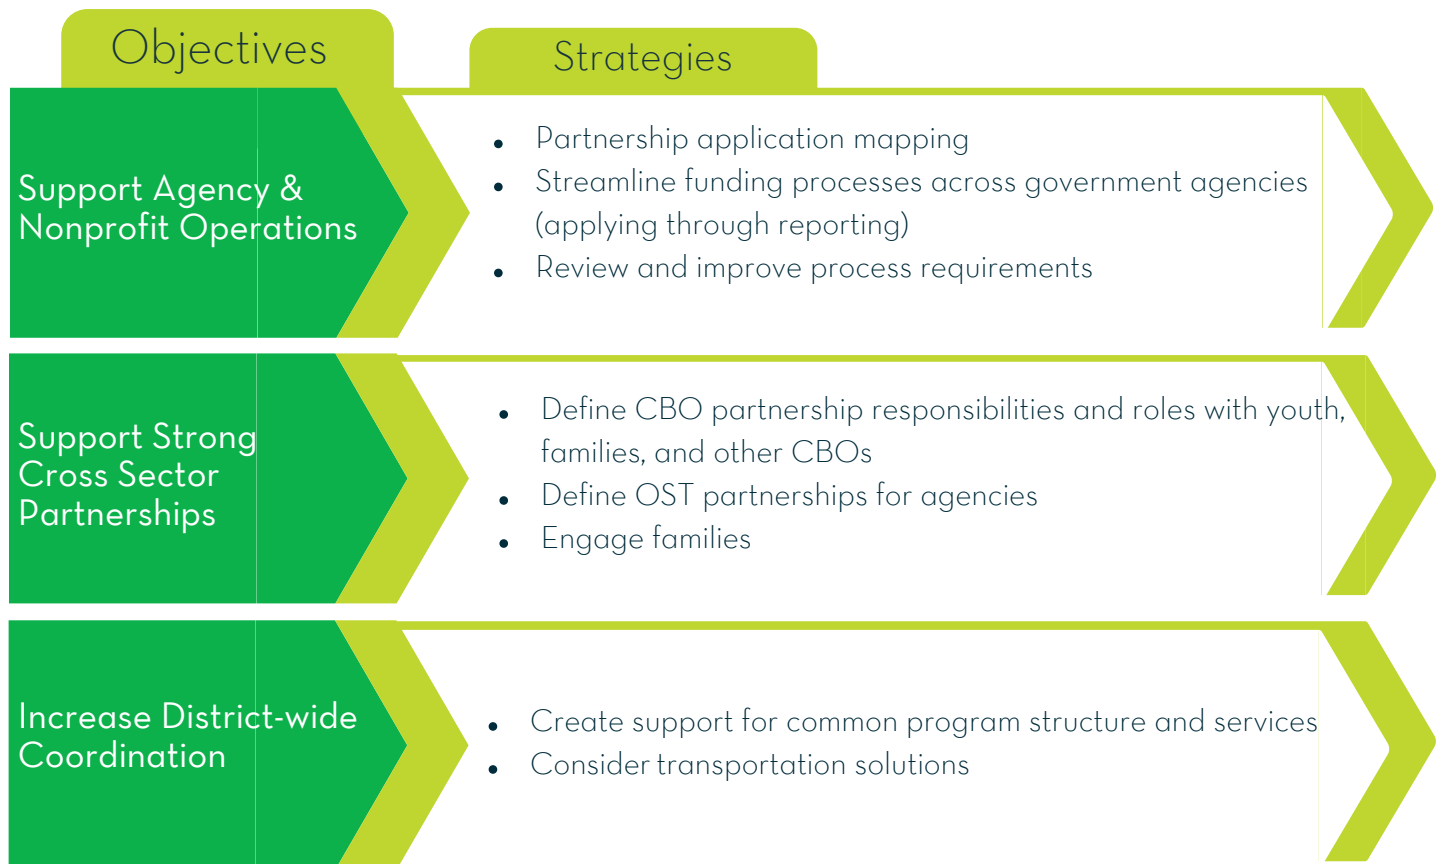 Objectives
Strategies
Support Agency &
Nonprofit Operations
• Partnership application mapping
• Streamline funding processes across government agencies
(applying through reporting)
• Review and improve process requirements
Support Strong
Cross Sector
Partnerships
• Define CBO partnership responsibilities and roles with youth,
families, and other CBOs
• Define OST partnerships for agencies
• Engage families
Increase District-wide
Coordination
• Create support for common program structure and services
• Consider transportation solutions